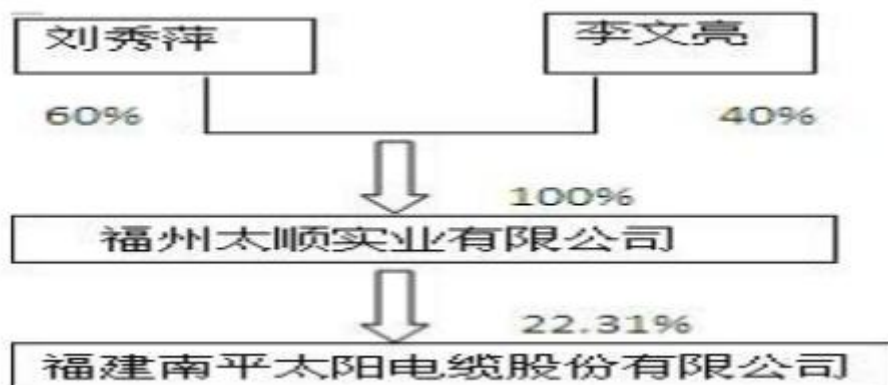 刘秀萍 李文亮
60% 40%
100%
福州太顺实业有限公司
22.31%
福建南平太阳电缆股份有限公司